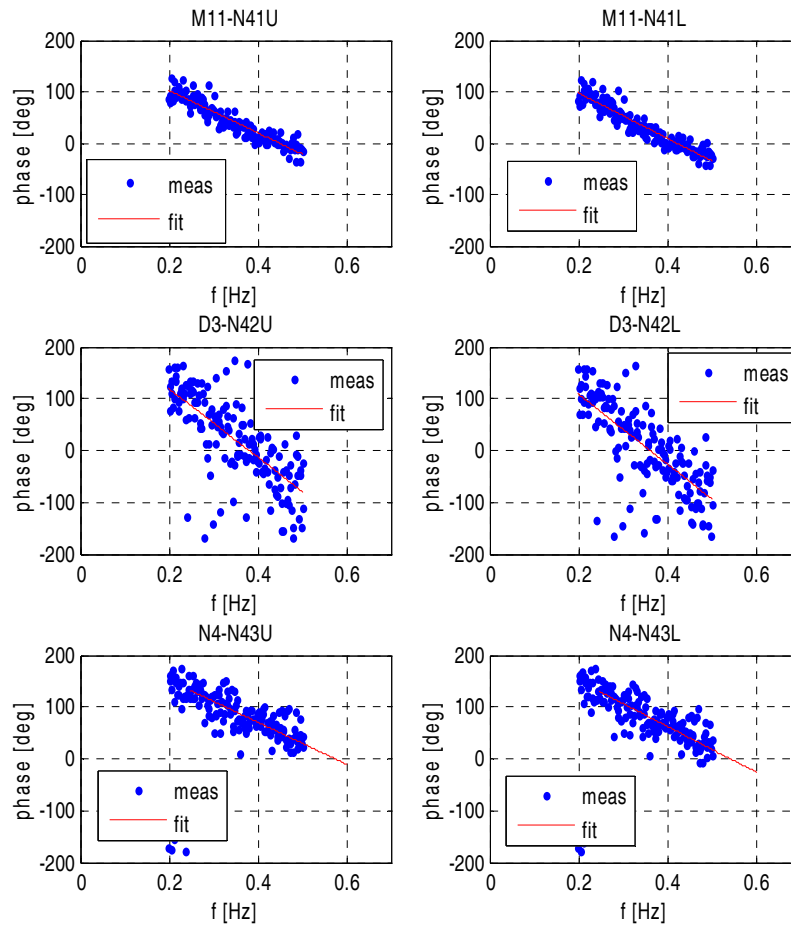 M11-N41U
M11-N41L
200
100
0
-100
-200
phase [deg]
meas
fit
0
0.2
0.4
0.6
f [Hz]
200
100
0
-100
-200
phase [deg]
meas
fit
0
0.2
0.4
0.6
f [Hz]
D3-N42U
D3-N42L
200
100
0
-100
-200
phase [deg]
meas
fit
0
0.2
0.4
0.6
f [Hz]
200
100
0
-100
-200
phase [deg]
meas
fit
0
0.2
0.4
0.6
f [Hz]
N4-N43U
N4-N43L
200
100
0
-100
-200
phase [deg]
meas
fit
0
0.2
0.4
0.6
f [Hz]
200
100
0
-100
-200
phase [deg]
meas
fit
0
0.2
0.4
0.6
f [Hz]